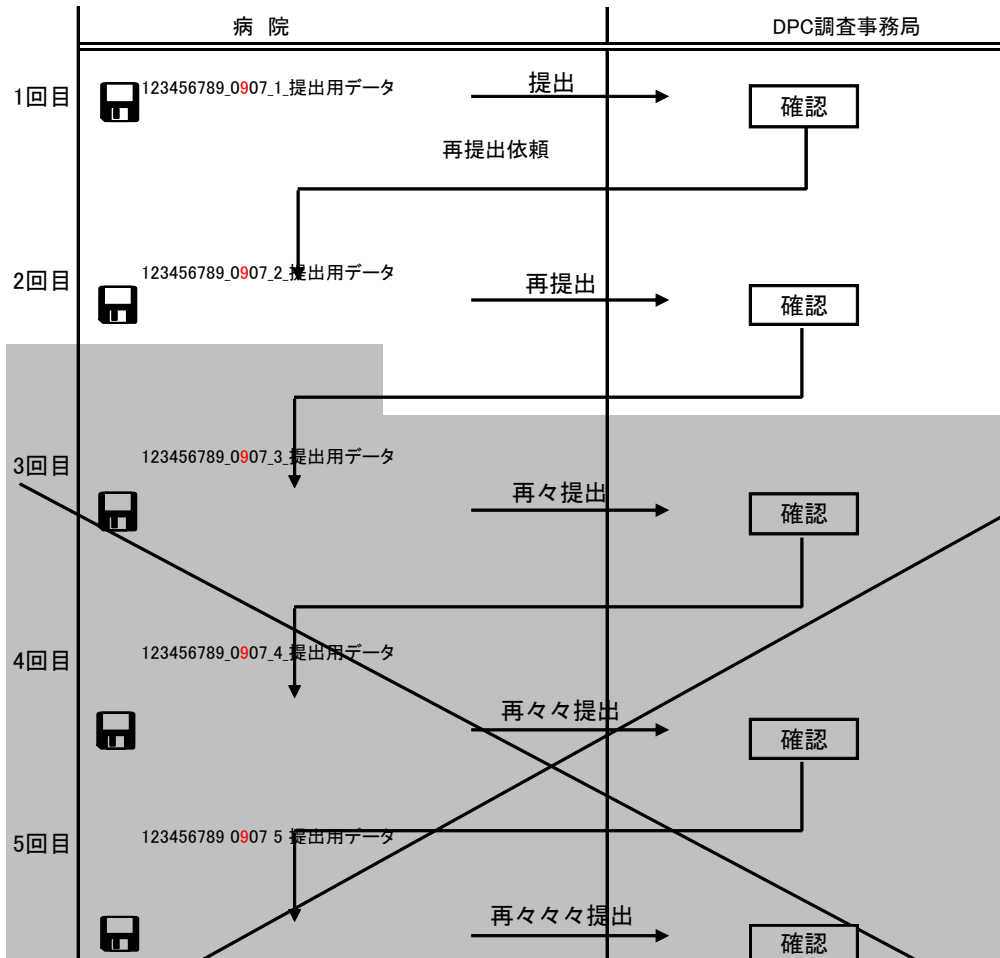 病 院
DPC調査事務局
1回目
123456789_0907_1_提出用データ
提出
確認
再提出依頼
2回目
123456789_0907_2_提出用データ
再提出
確認
3回目
123456789_0907_3_提出用データ
再々提出
確認
4回目
123456789_0907_4_提出用データ
再々々提出
確認
5回目
123456789 0907 5 提出用データ
再々々々提出
確認